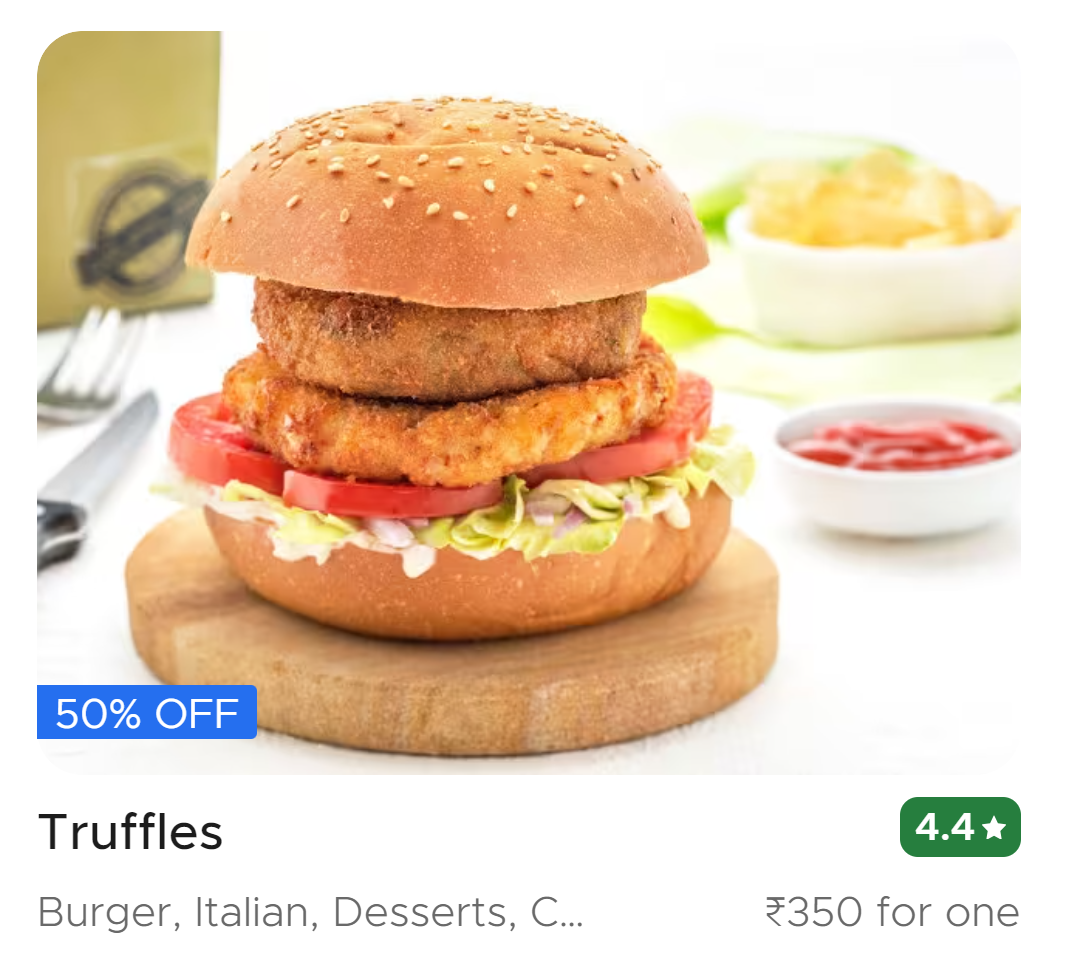 50% OFF
Truffles
4.4★
Burger, Italian, Desserts, C...
₹350 for one